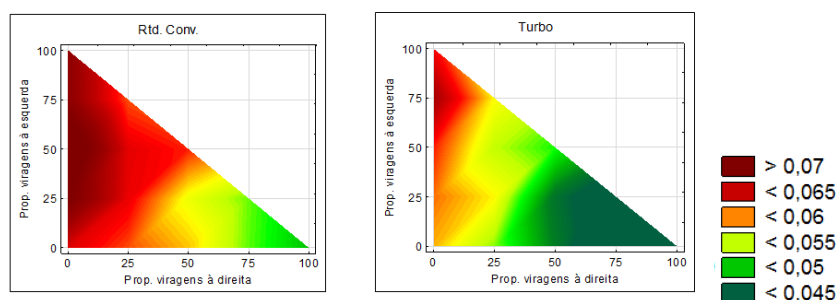 Rtd. Conv.
100
75
50
25
0
Prop. viragens à esquerda
0 25 50 75 100
Prop. viragens à direita
Turbo
100
75
50
25
0
Prop. viragens à esquerda
0 25 50 75 100
Prop. viragens à direita
> 0,07
< 0,065
< 0,06
< 0,055
< 0,05
< 0,045